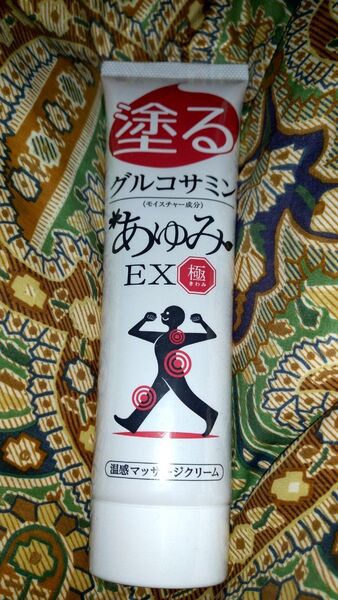 塗る
グルコサミン
(モイスチャー成分)
あゆみ
EX 極
きわみ
温感マッサージクリーム